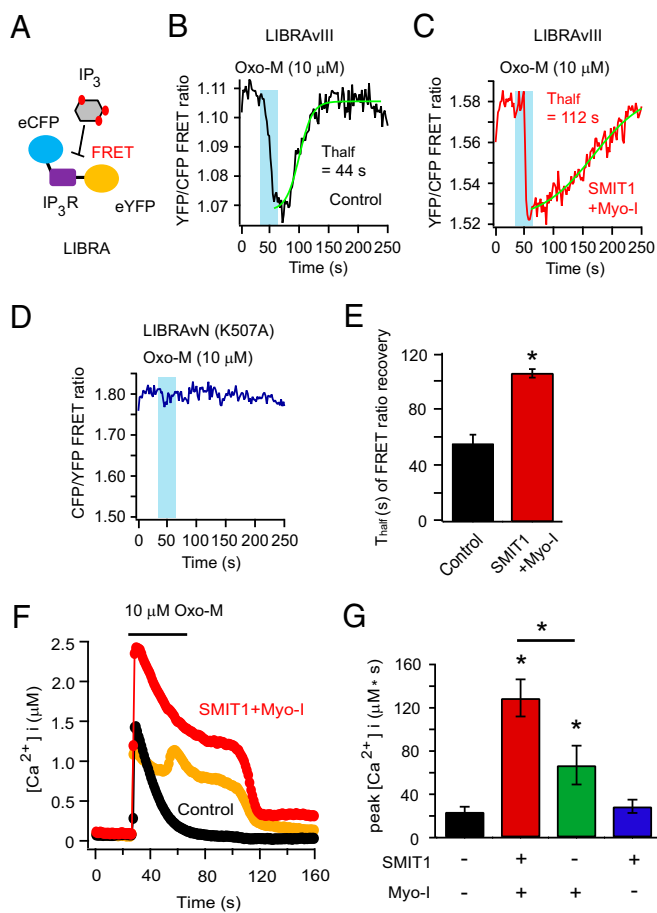 A
IP3
eCFP
FRET
IP3R
eYFP
LIBRA
B
LIBRAvIII
Oxo-M (10 μM)
YFP/CFP FRET ratio
1.11
1.10
1.09
1.08
1.07
Thalf
= 44 s
Control
0 50 100 150 200 250
Time (s)
C
LIBRAvIII
Oxo-M (10 μM)
YFP/CFP FRET ratio
1.58
1.56
1.54
1.53
1.52
Thalf
= 112 s
SMIT1
+Myo-I
0 50 100 150 200 250
Time (s)
D
LIBRAvN (K507A)
Oxo-M (10 μM)
CFP/YFP FRET ratio
1.80
1.70
1.60
1.50
0 50 100 150 200 250
Time (s)
E
Thalf (s) of FRET ratio recovery
120
80
40
0
*
Control
SMIT1
+Myo-I
F
10 μM Oxo-M
[Ca2+] i (μM)
2.5
2.0
1.5
1.0
0.5
0
SMIT1+Myo-I
Control
0 40 80 120 160
Time (s)
G
peak [Ca2+] i (μM* s)
160
120
80
40
0
*
*
*
SMIT1 - + - +
Myo-I - + + -